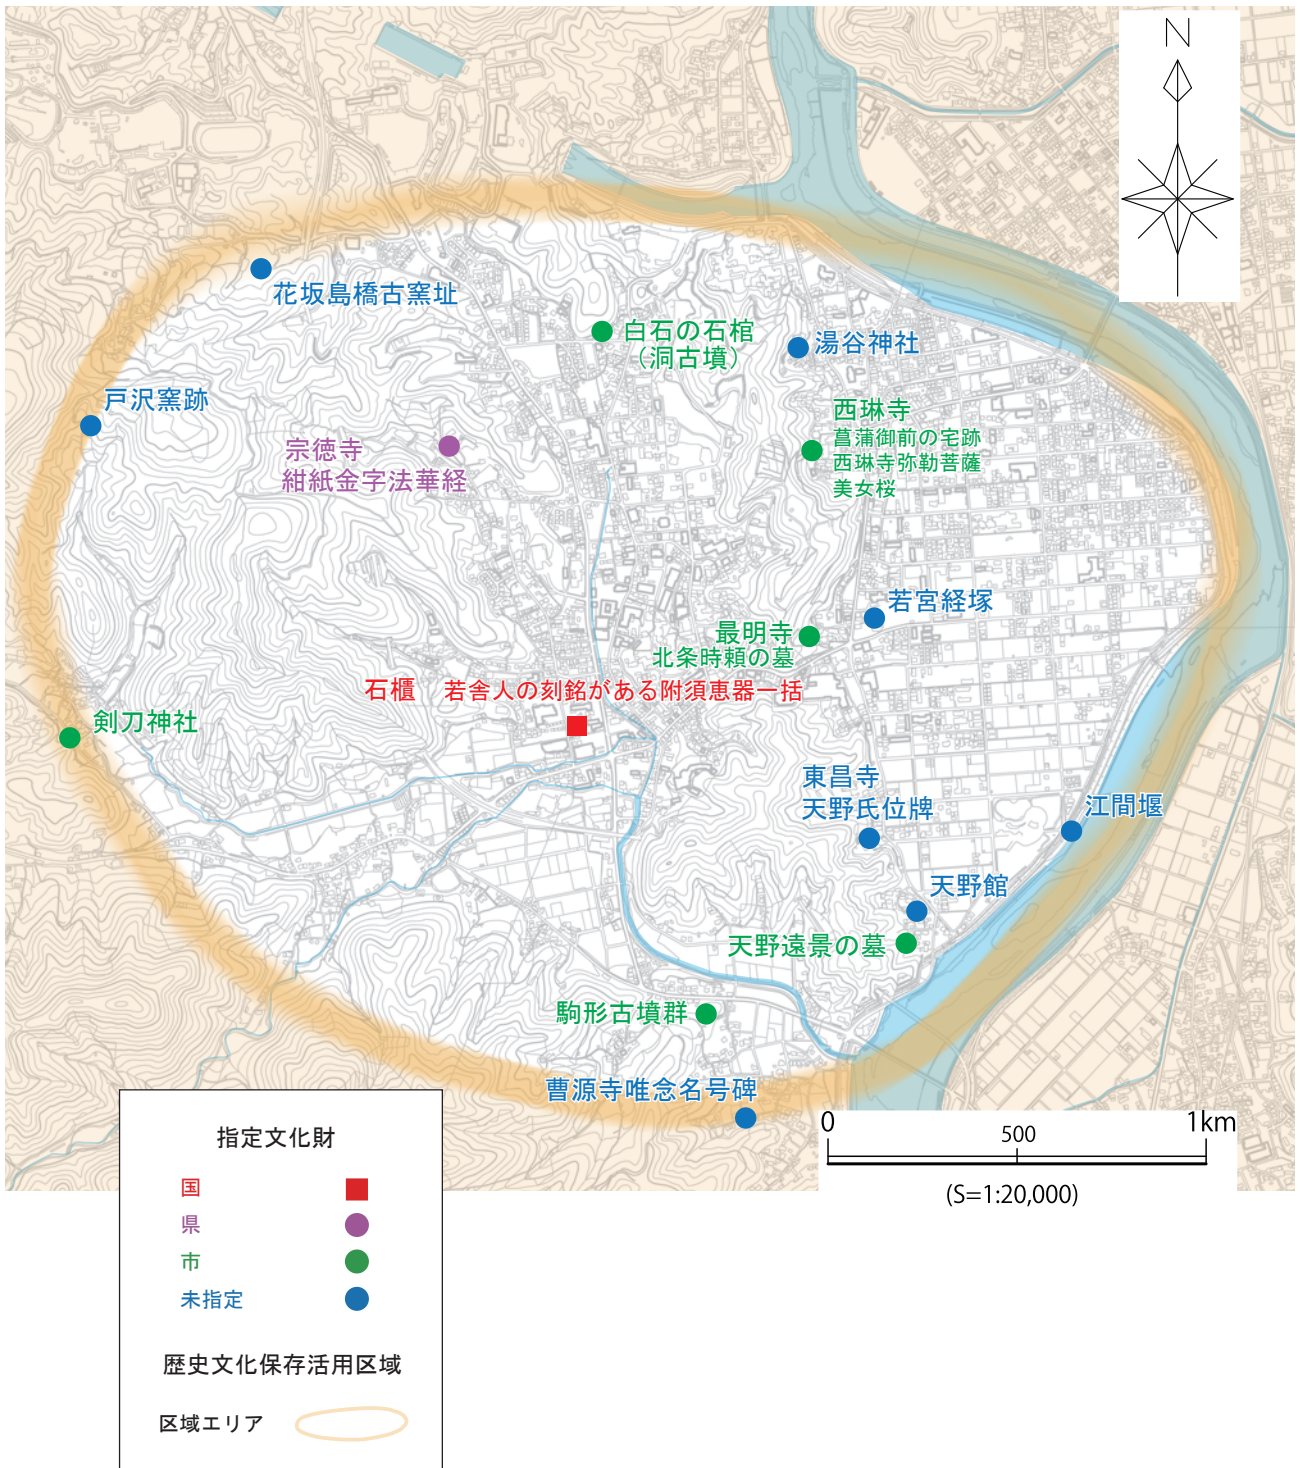 N
花坂島橋古窯址
白石の石棺
（洞古墳）
湯谷神社
戸沢窯跡
西琳寺
菖蒲御前の宅跡
西琳寺弥勒菩薩
美女桜
宗徳寺
紺紙金字法華経
若宮経塚
最明寺
北条時頼の墓
石櫃　若舎人の刻銘がある附須恵器一括
剣刀神社
東昌寺
天野氏位牌
江間堰
天野館
天野遠景の墓
駒形古墳群
曹源寺唯念名号碑
0 500 1km
(S=1:20,000)
指定文化財
国
県
市
未指定
歴史文化保存活用区域
区域エリア